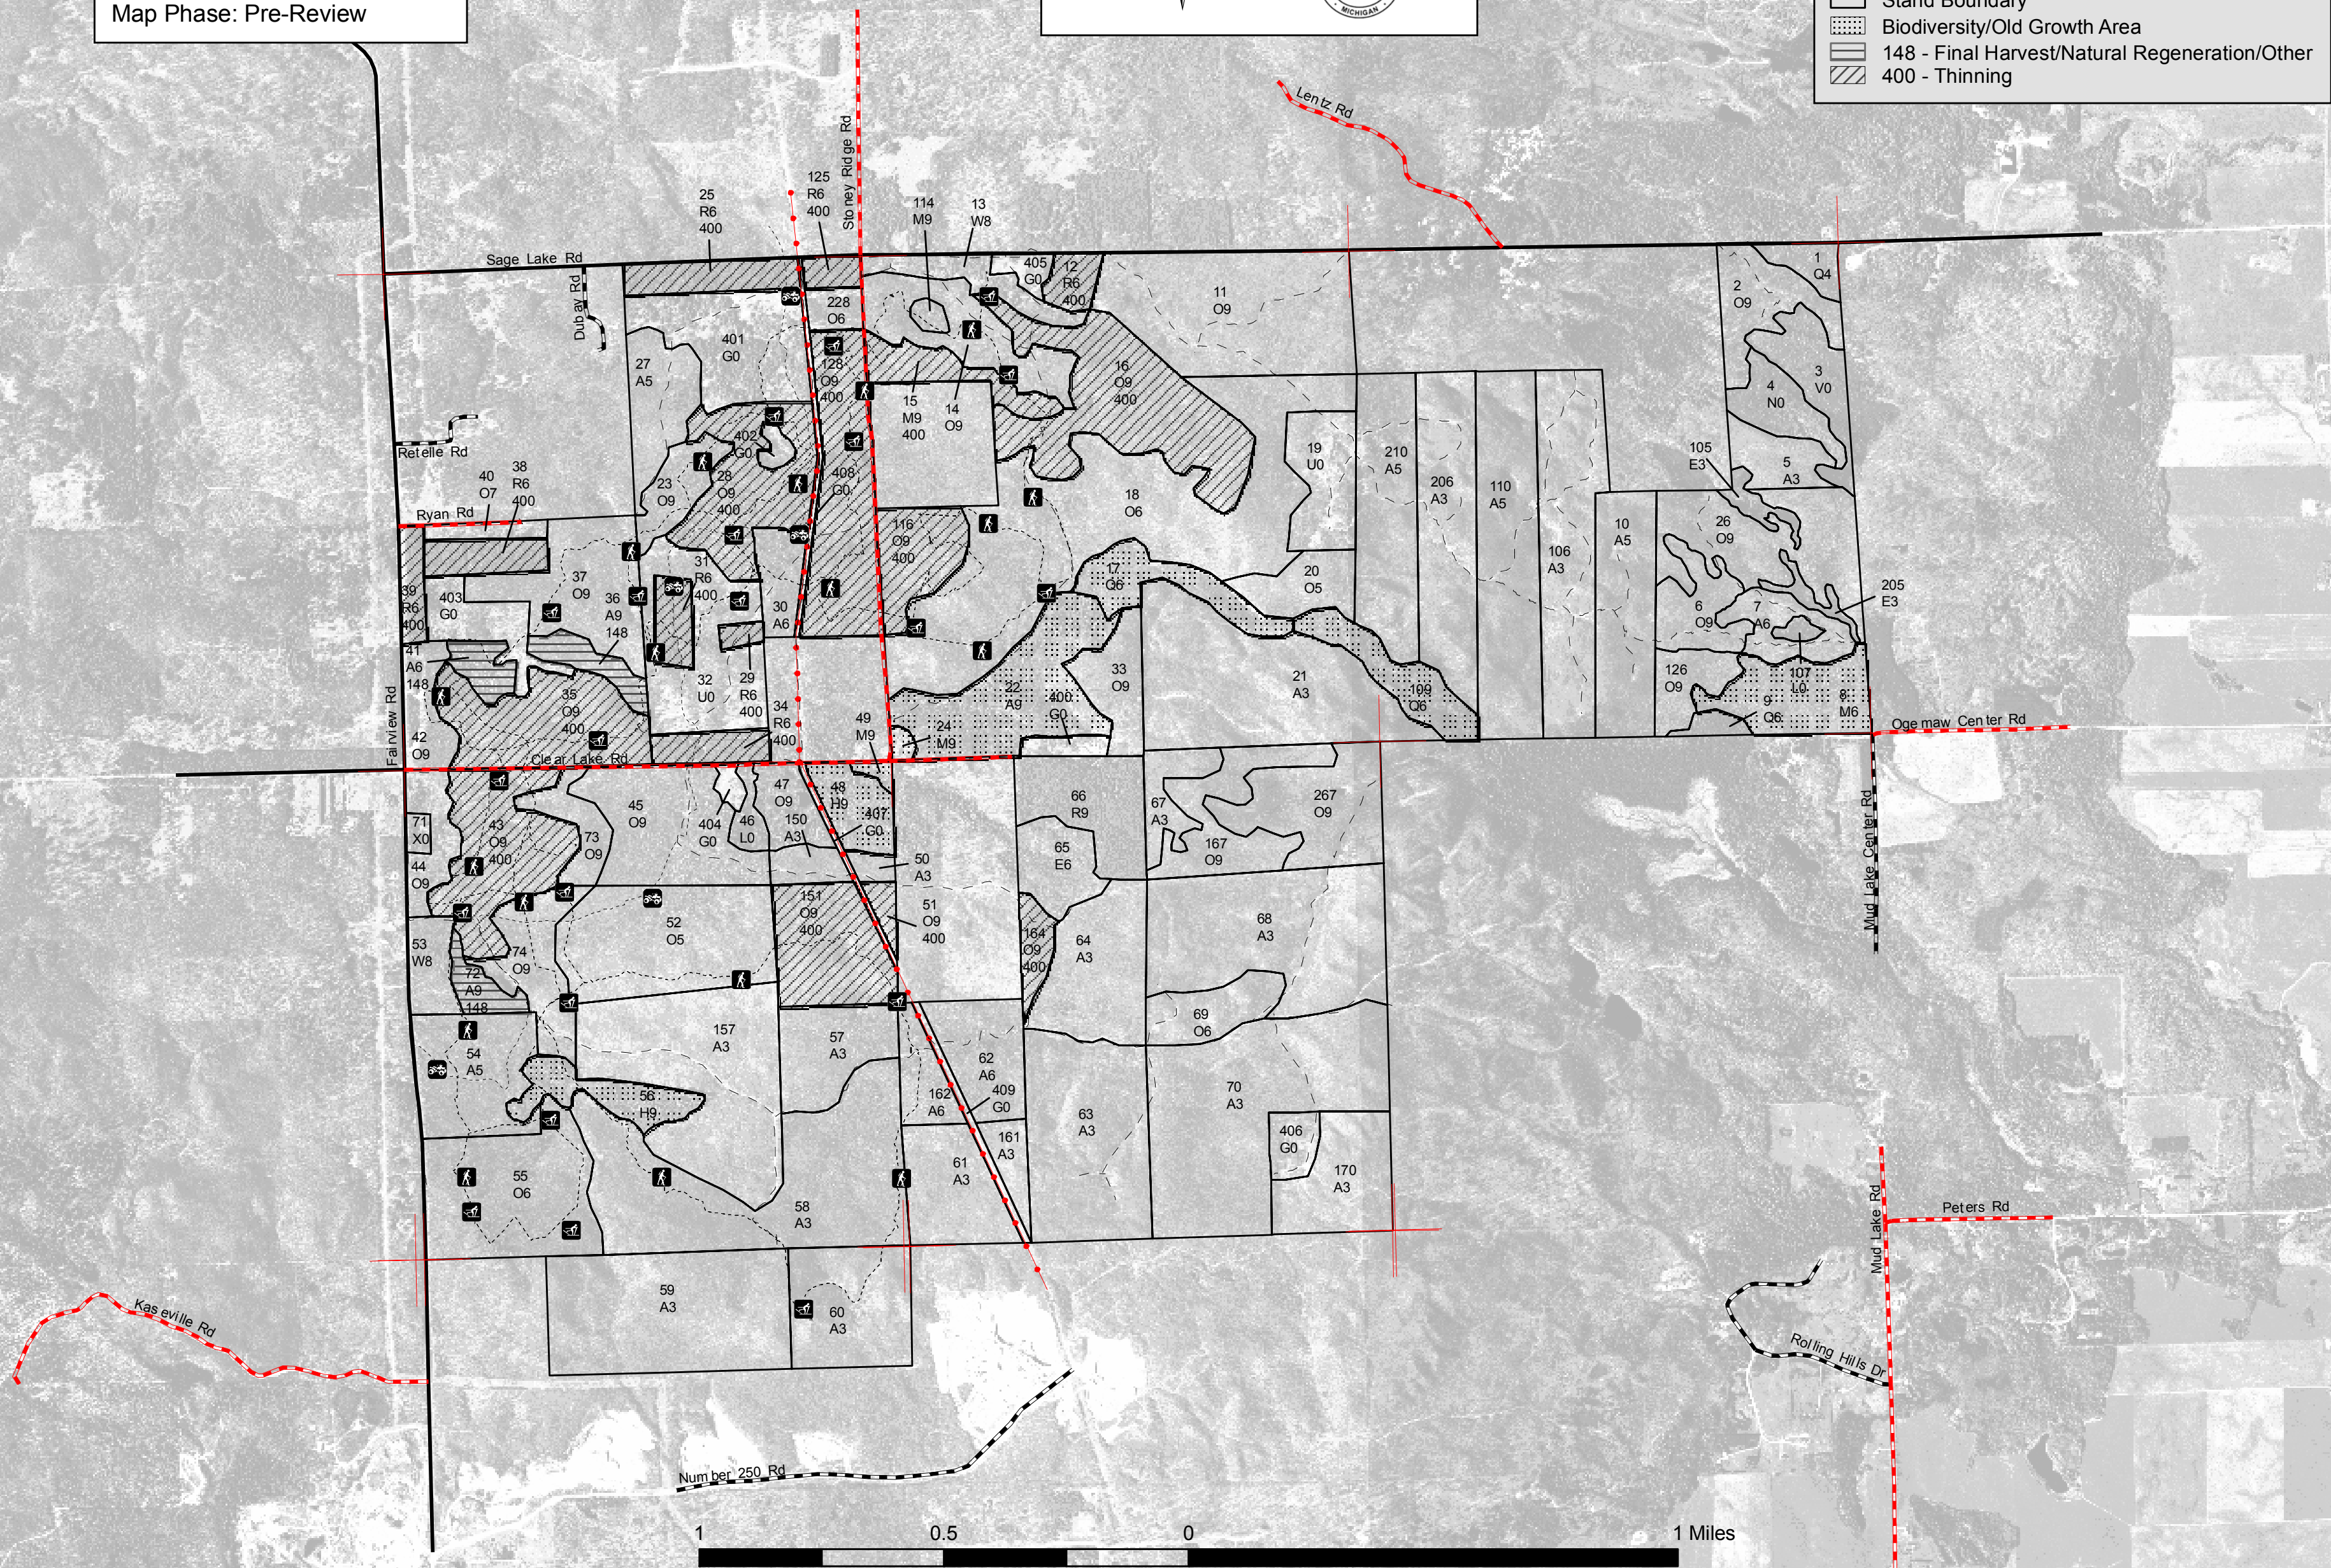 Map Phase: Pre-Review
MICHIGAN
Stand Boundary
Biodiversity/Old Growth Area
148 - Final Harvest/Natural Regeneration/Other
400 - Thinning
Lentz Rd
Stoney Ridge Rd
25
R6
400
125
R6
400
114
M9
13
W8
Sage Lake Rd
Dubay Rd
405
G0
12
R6
400
11
O9
1
Q4
2
O9
228
O6
401
G0
27
A5
128
O9
400
16
O9
400
15
M9
400
14
O9
3
V0
4
N0
402
G0
Retelle Rd
40
O7
38
R6
400
23
O9
28
O9
400
408
G0
19
U0
210
A5
206
A3
110
A5
105
E3
5
A3
18
O6
Ryan Rd
116
O9
400
10
A5
106
A3
26
O9
31
R6
400
37
O9
36
A9
148
39
R6
400
403
G0
30
A6
17
Q6
20
O5
205
E3
6
O9
7
A6
41
A6
148
35
O9
400
32
U0
29
R6
400
34
R6
400
33
O9
21
A3
22
A9
400
G0
109
Q6
126
O9
107
L0
9
Q6
8
M6
Fairview Rd
42
O9
49
M9
24
M9
Ogemaw Center Rd
Clear Lake Rd
45
O9
47
O9
48
H9
407
G0
66
R9
67
A3
267
O9
71
X0
43
O9
400
73
O9
404
G0
46
L0
150
A3
65
E6
167
O9
Mud Lake Center Rd
44
O9
50
A3
151
O9
400
51
O9
400
52
O5
53
W8
74
O9
72
A9
148
164
O9
400
64
A3
68
A3
69
O6
157
A3
57
A3
54
A5
62
A6
162
A6
409
G0
56
H9
63
A3
70
A3
406
G0
161
A3
61
A3
170
A3
55
O6
58
A3
Mud Lake Rd
Peters Rd
59
A3
60
A3
Kaseville Rd
Rolling Hills Dr
Number 250 Rd
1
0.5
0
1 Miles